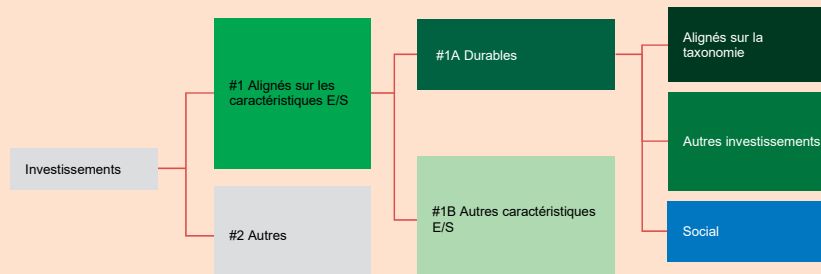 Investissements
#1 Alignés sur les
caractéristiques E/S
#2 Autres
#1A Durables
#1B Autres caractéristiques
E/S
Alignés sur la
taxonomie
Autres investissements
Social